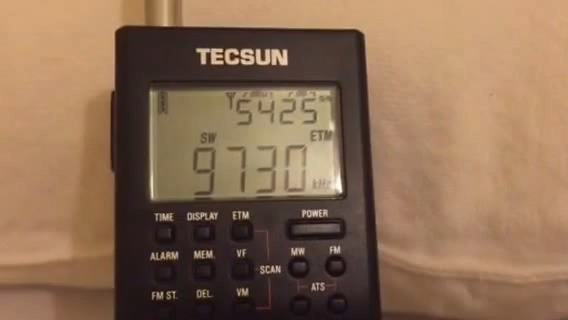 TECSUN
5425
SW ETM
9730 kHz
TIME DISPLAY ETM POWER
ALARM MEM. VF MW FM
SCAN
ATS
FM ST. DEL. VM